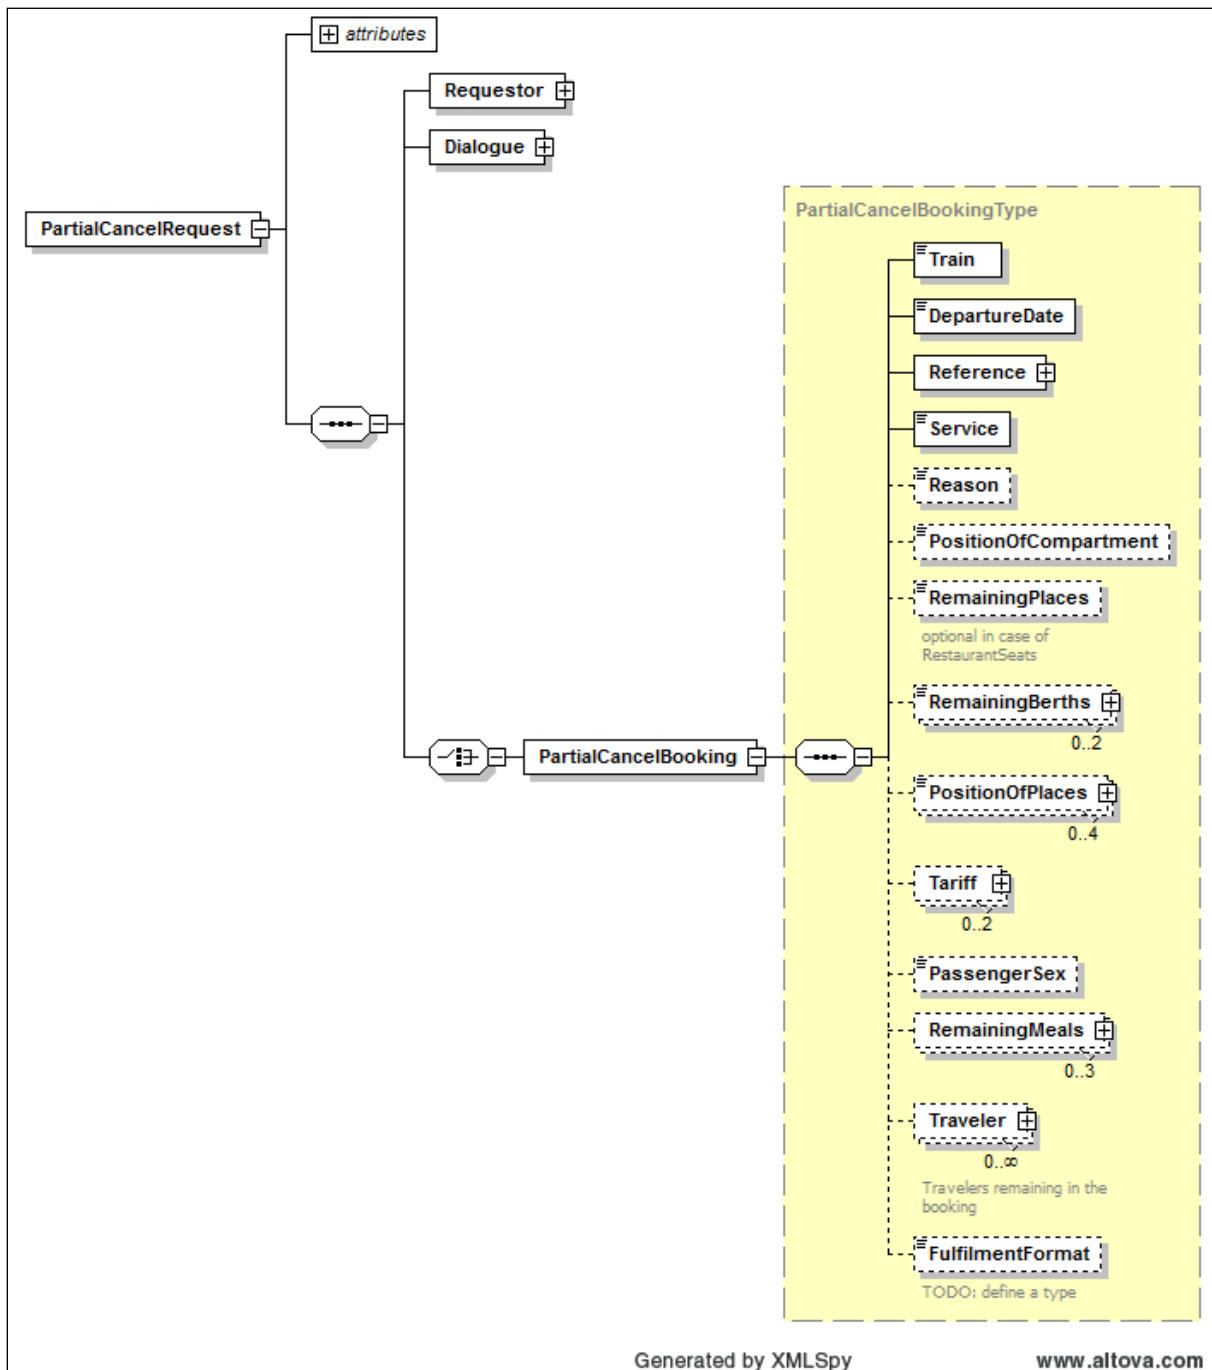 attributes
Requestor
Dialogue
PartialCancelRequest
PartialCancelBookingType
Train
DepartureDate
Reference
Service
Reason
PositionOfCompartment
RemainingPlaces
optional in case of
RestaurantSeats
RemainingBerths
0..2
PartialCancelBooking
PositionOfPlaces
0..4
Tariff
0..2
PassengerSex
RemainingMeals
0..3
Traveler
0..∞
Travelers remaining in the
booking
FulfilmentFormat
TODO: define a type
Generated by XMLSpy www.altova.com